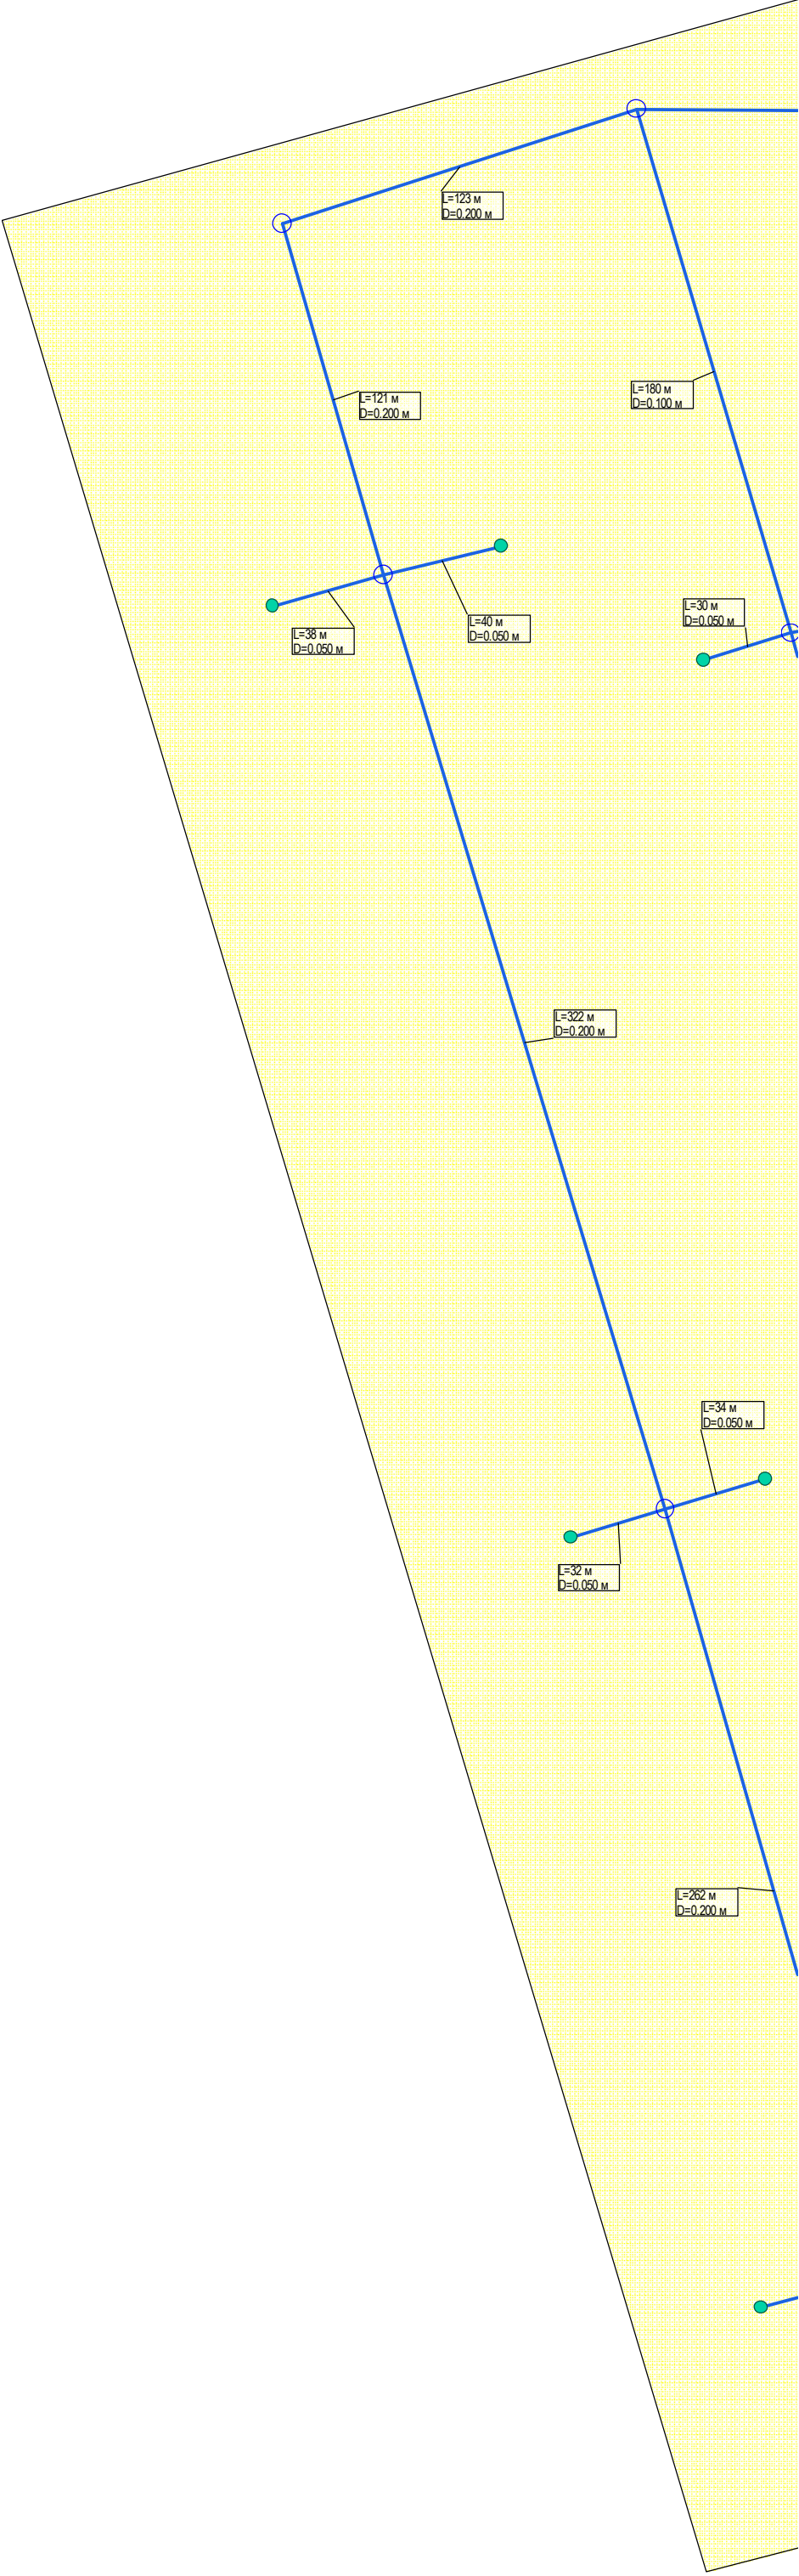 L=123 м
D=0.200 м
L=121 м
D=0.200 м
L=180 м
D=0.100 м
L=30 м
D=0.050 м
L=40 м
D=0.050 м
L=38 м
D=0.050 м
L=322 м
D=0.200 м
L=34 м
D=0.050 м
L=32 м
D=0.050 м
L=262 м
D=0.200 м